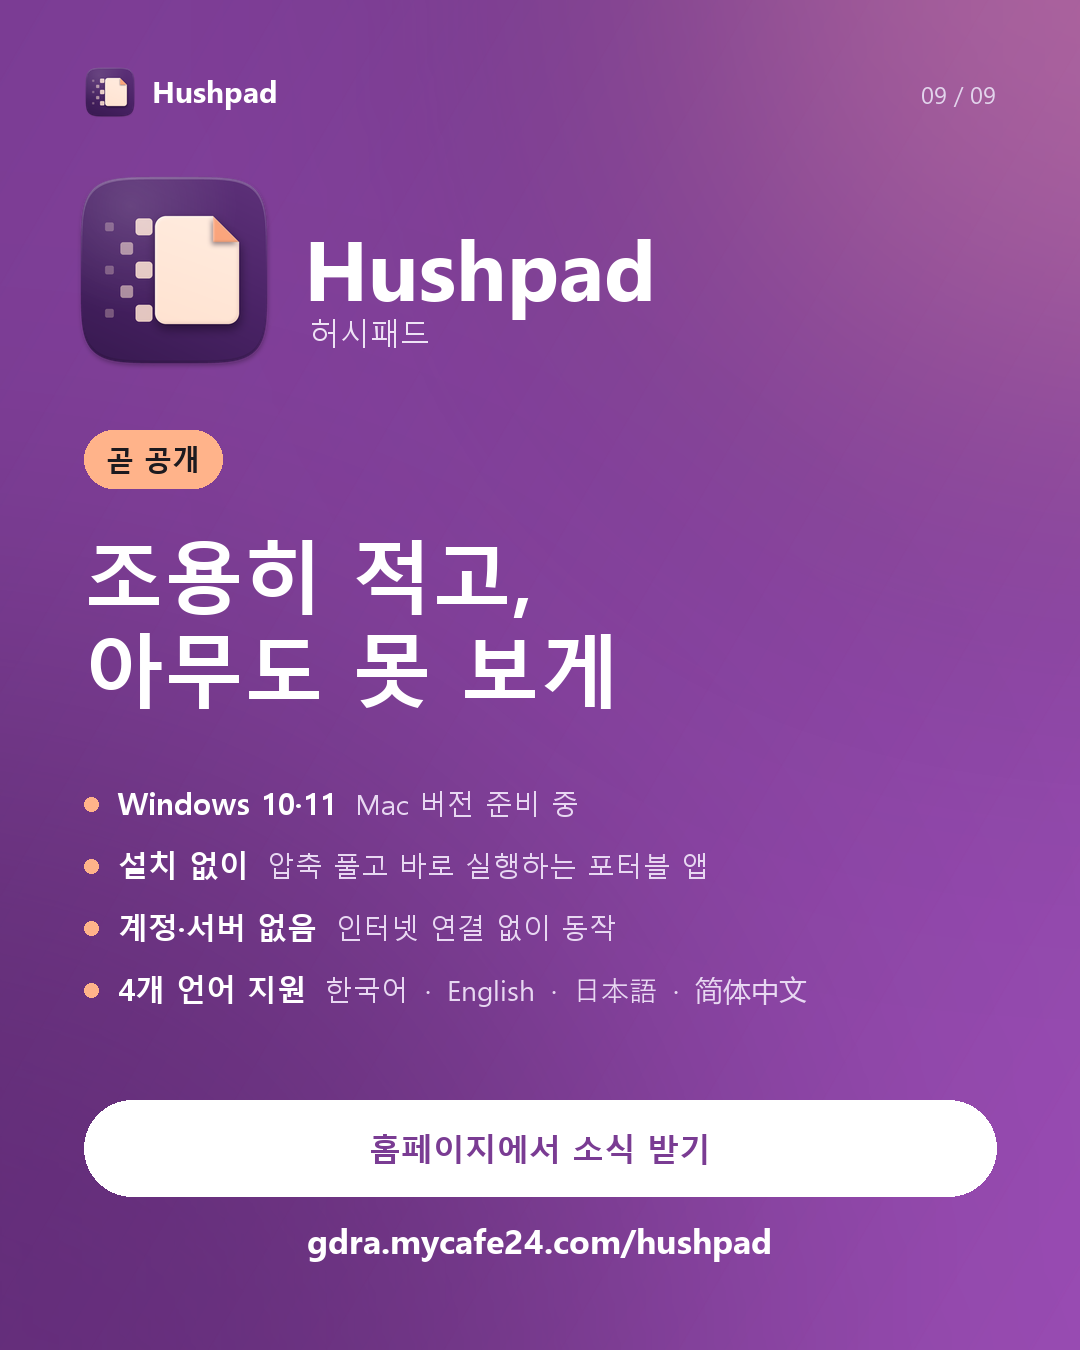 Hushpad
09 / 09
Hushpad
허시패드
곧 공개
조용히 적고,
아무도 못 보게
Windows 10·11 Mac 버전 준비 중
설치 없이 압축 풀고 바로 실행하는 포터블 앱
계정·서버 없음 인터넷 연결 없이 동작
4개 언어 지원 한국어 · English · 日本語 · 简体中文
홈페이지에서 소식 받기
gdra.mycafe24.com/hushpad